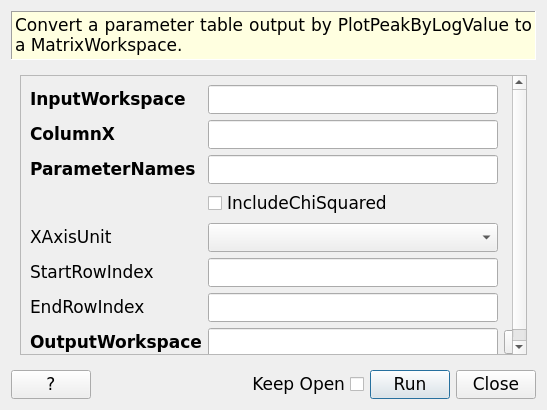 Convert a parameter table output by PlotPeakByLogValue to
a MatrixWorkspace.
InputWorkspace
ColumnX
ParameterNames
IncludeChiSquared
XAxisUnit
StartRowIndex
EndRowIndex
OutputWorkspace
? Keep Open Run Close